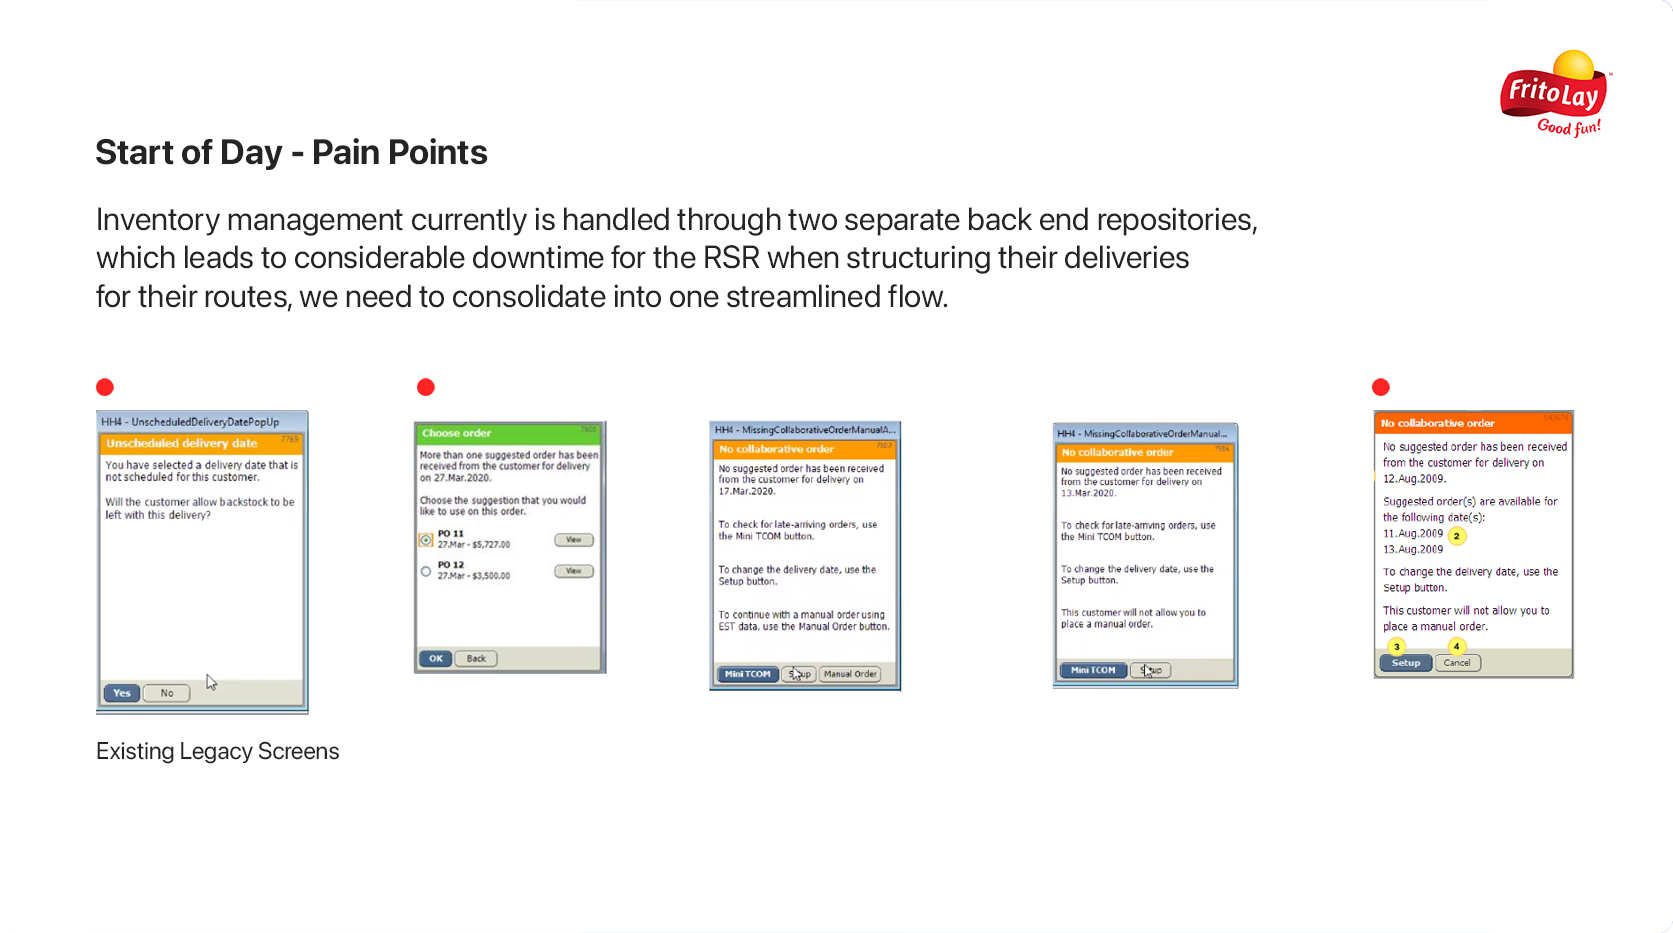 Frito Lay
Good fun!
Start of Day - Pain Points
Inventory management currently is handled through two separate back end repositories,
which leads to considerable downtime for the RSR when structuring their deliveries
for their routes, we need to consolidate into one streamlined flow.
HH4 - UnscheduledDeliveryDatePopUp
Unscheduled delivery date
7769
You have selected a delivery date that is
not scheduled for this customer.
Will the customer allow backstock to be
left with this delivery?
Yes
No
Choose order
More than one suggested order has been
received from the customer for delivery
on 27.Mar.2020.
Choose the suggestion that you would
like to use on this order.
PO 11
27.Mar - $5,727.00
View
PO 12
27.Mar - $3,500.00
View
OK
Back
HH4 - MissingCollaborativeOrderManualA...
No collaborative order
No suggested order has been received
from the customer for delivery on
17.Mar.2020.
To check for late-arriving orders, use
the Mini TCOM button.
To change the delivery date, use the
Setup button.
To continue with a manual order using
EST data, use the Manual Order button.
Mini TCOM
Manual Order
HH4 - MissingCollaborativeOrderManual...
No collaborative order
No suggested order has been received
from the customer for delivery on
13.Mar.2020.
To check for late-arriving orders, use
the Mini TCOM button.
To change the delivery date, use the
Setup button.
This customer will not allow you to
place a manual order.
Mini TCOM
No collaborative order
No suggested order has been received
from the customer for delivery on
12.Aug.2009.
Suggested order(s) are available for
the following date(s):
11.Aug.2009
2
13.Aug.2009
To change the delivery date, use the
Setup button.
This customer will not allow you to
place a manual order.
3
4
Setup
Cancel
Existing Legacy Screens